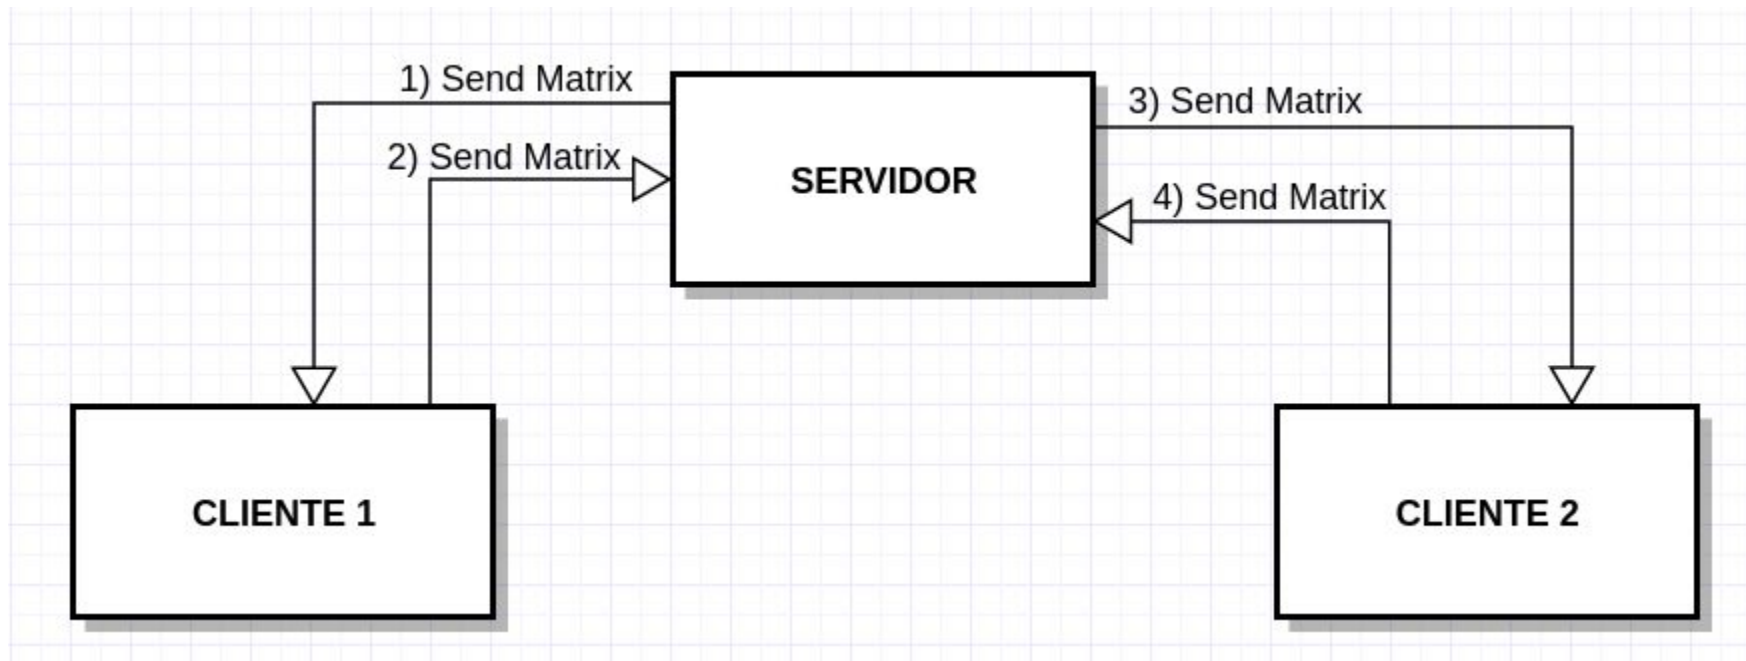 1) Send Matrix
3) Send Matrix
2) Send Matrix
SERVIDOR
4) Send Matrix
CLIENTE 1
CLIENTE 2